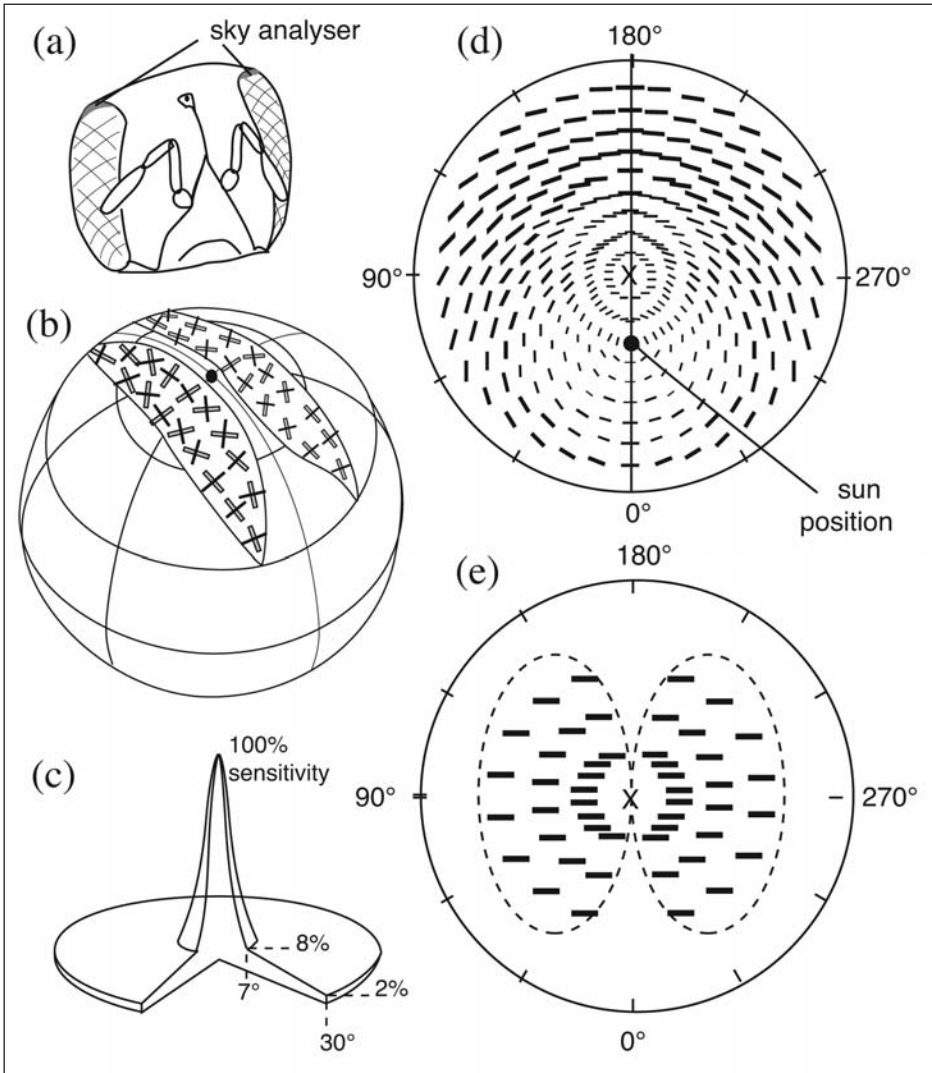 (a)
sky analyser
(b)
(c)
100%
sensitivity
8%
7°
2%
30°
(d)
180°
90°
X
270°
0°
sun
position
(e)
180°
90°
X
270°
0°